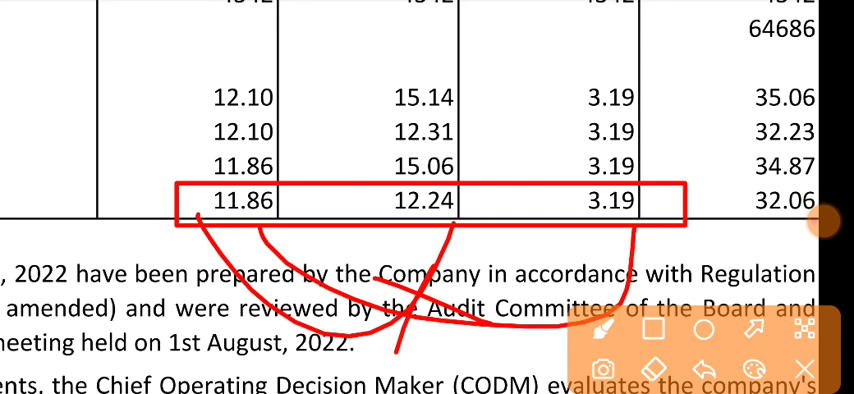 64686
12.10 15.14 3.19 35.06
12.10 12.31 3.19 32.23
11.86 15.06 3.19 34.87
11.86 12.24 3.19 32.06
, 2022 have been prepared by the Company in accordance with Regulation
amended) and were reviewed by the Audit Committee of the Board and
meeting held on 1st August, 2022.
the Chief Operating Decision Maker (CODM) evaluates the company's